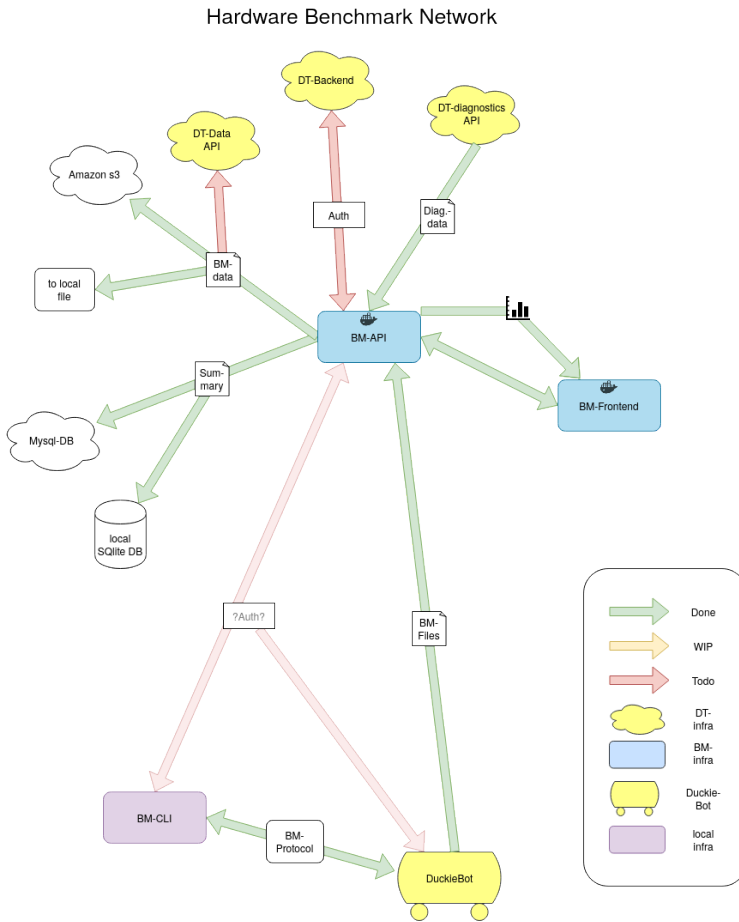 Hardware Benchmark Network
DT-Backend
DT-diagnostics
API
DT-Data
API
Amazon s3
Auth
Diag.-
data
BM-
data
to local
file
BM-API
Sum-
mary
BM-Frontend
Mysql-DB
local
SQlite DB
?Auth?
BM-
Files
Done
WIP
Todo
DT-
infra
BM-
infra
Duckie-
Bot
local
infra
BM-CLI
BM-
Protocol
DuckieBot